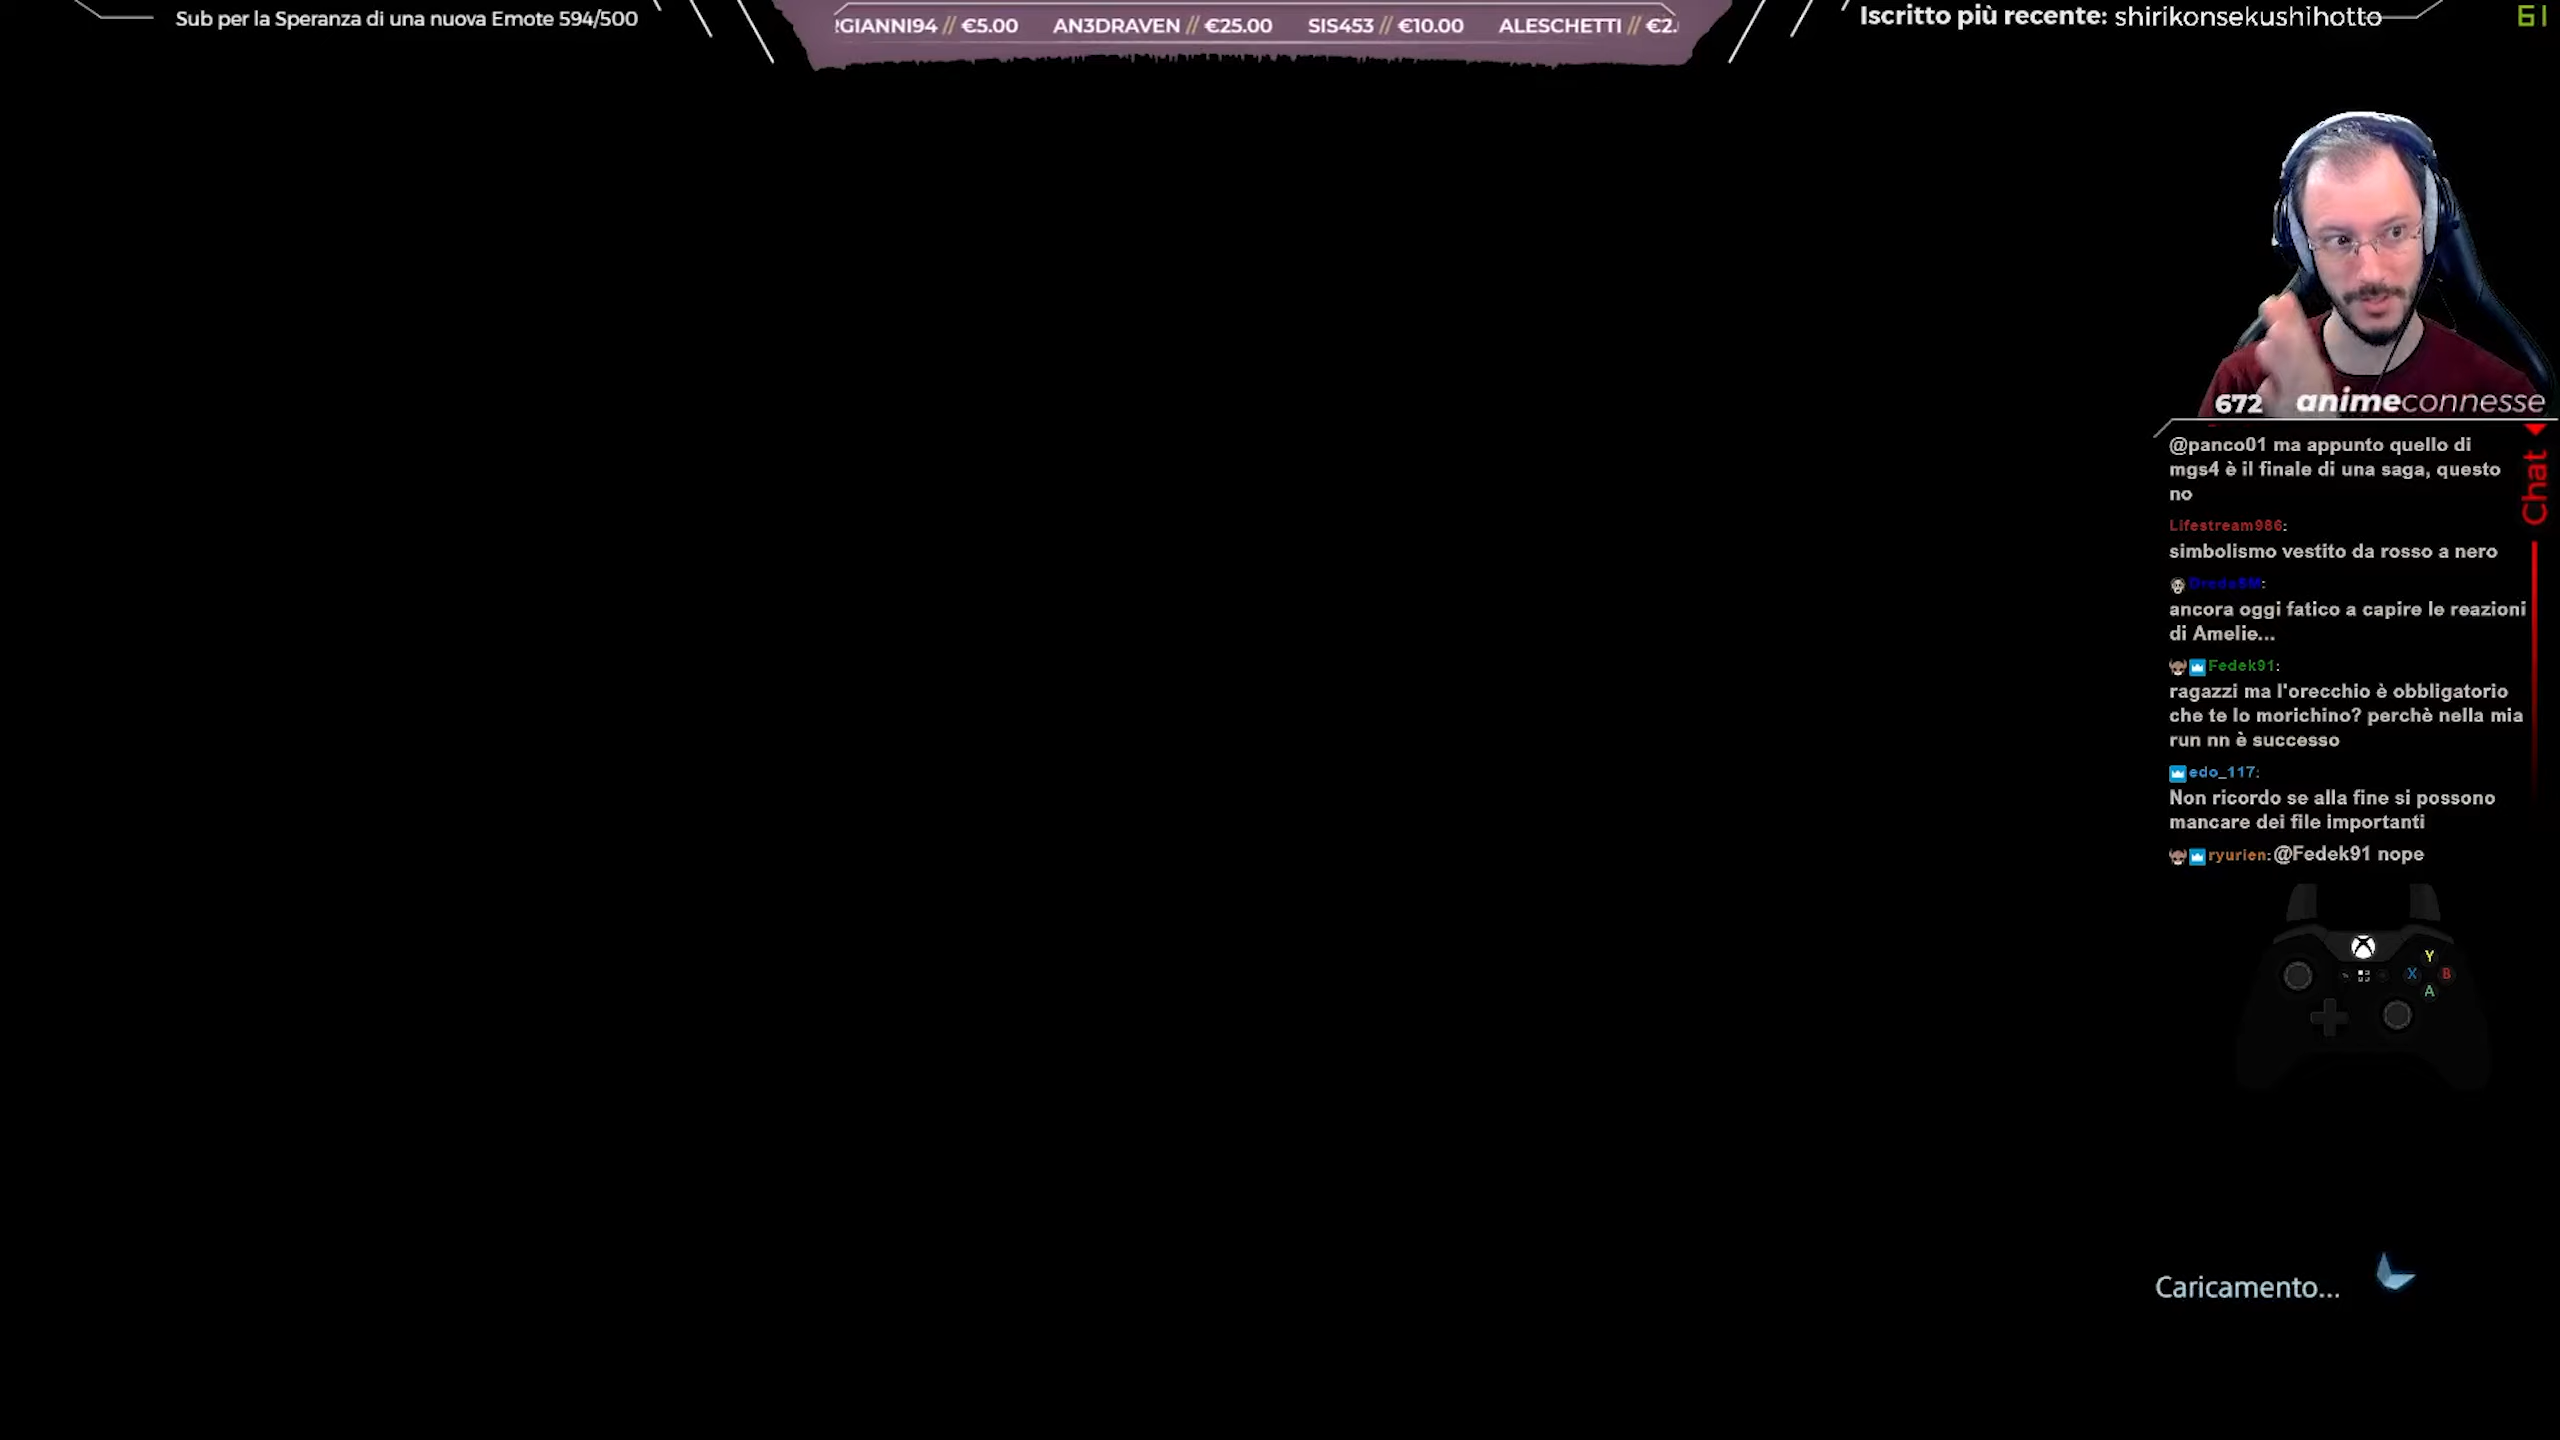 Sub per la Speranza di una nuova Emote 594/500
GIANNI94 // €5.00 AN3DRAVEN // €25.00 SIS453 // €10.00 ALESCHETTI // €2.
Iscritto più recente: shirikonsekushihotto
61
672 animeconnesse
Chat
@panco01 ma appunto quello di
mgs4 è il finale di una saga, questo
no
Lifestream986:
simbolismo vestito da rosso a nero
ancora oggi fatico a capire le reazioni
di Amelie...
Fedek91:
ragazzi ma l'orecchio è obbligatorio
che te lo morichino? perchè nella mia
run nn è successo
edo_117:
Non ricordo se alla fine si possono
mancare dei file importanti
ryurien: @Fedek91 nope
Y
X B
A
Caricamento...